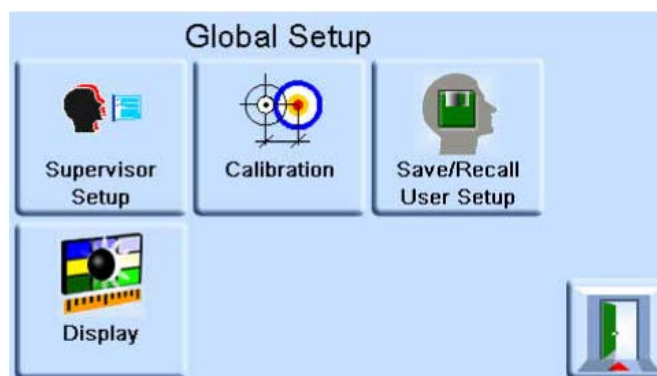 Global Setup
Supervisor
Setup
Calibration
Save/Recall
User Setup
Display